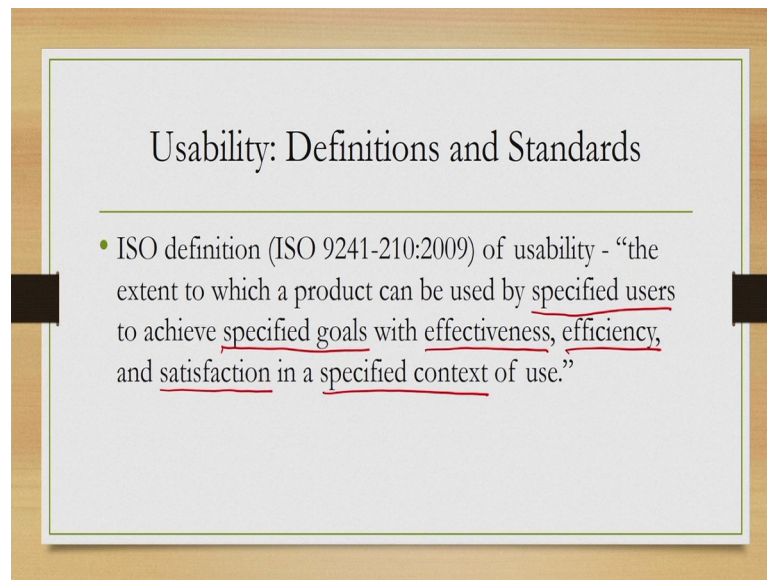 Usability: Definitions and Standards
• ISO definition (ISO 9241-210:2009) of usability - “the
extent to which a product can be used by specified users
to achieve specified goals with effectiveness, efficiency,
and satisfaction in a specified context of use.”